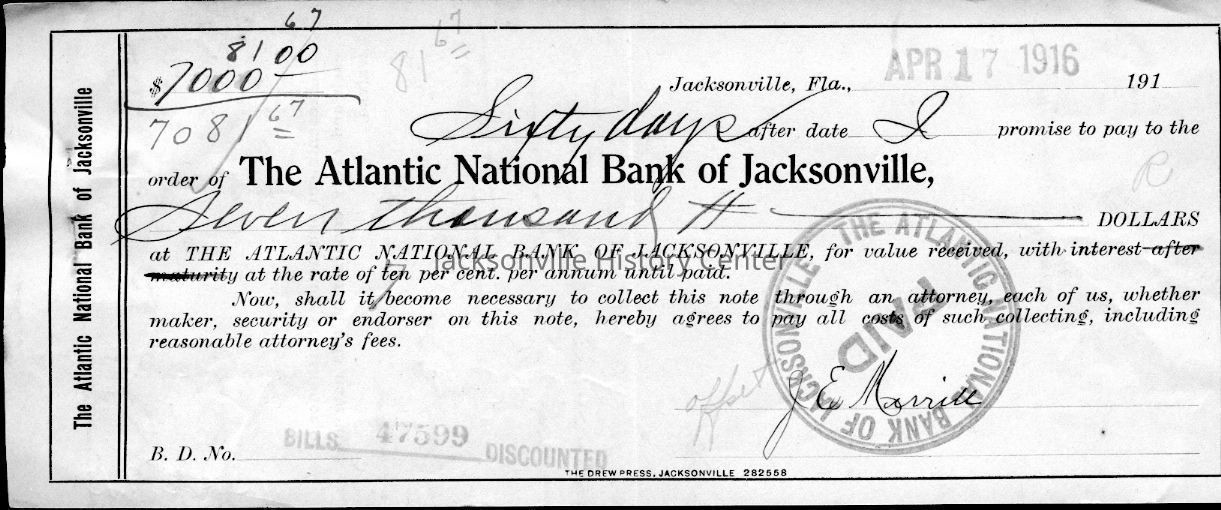 67
8100
$7000
81 67
7081 67
APR 17 1916
Jacksonville, Fla., 191
Sixty days after date I promise to pay to the
R
order of The Atlantic National Bank of Jacksonville,
Seven thousand DOLLARS
at THE ATLANTIC NATIONAL BANK OF JACKSONVILLE, for value received, with interest after
maturity at the rate of ten per cent. per annum until paid.
Jacksonville History Center
Now, shall it become necessary to collect this note through an attorney, each of us, whether
maker, security or endorser on this note, hereby agrees to pay all costs of such collecting, including
reasonable attorney's fees.
THE ATLANTIC NATIONAL BANK OF JACKSONVILLE
PAID
offset
J E Morrill
BILLS 47599 DISCOUNTED
B. D. No.
THE DREW PRESS, JACKSONVILLE 282558
The Atlantic National Bank of Jacksonville